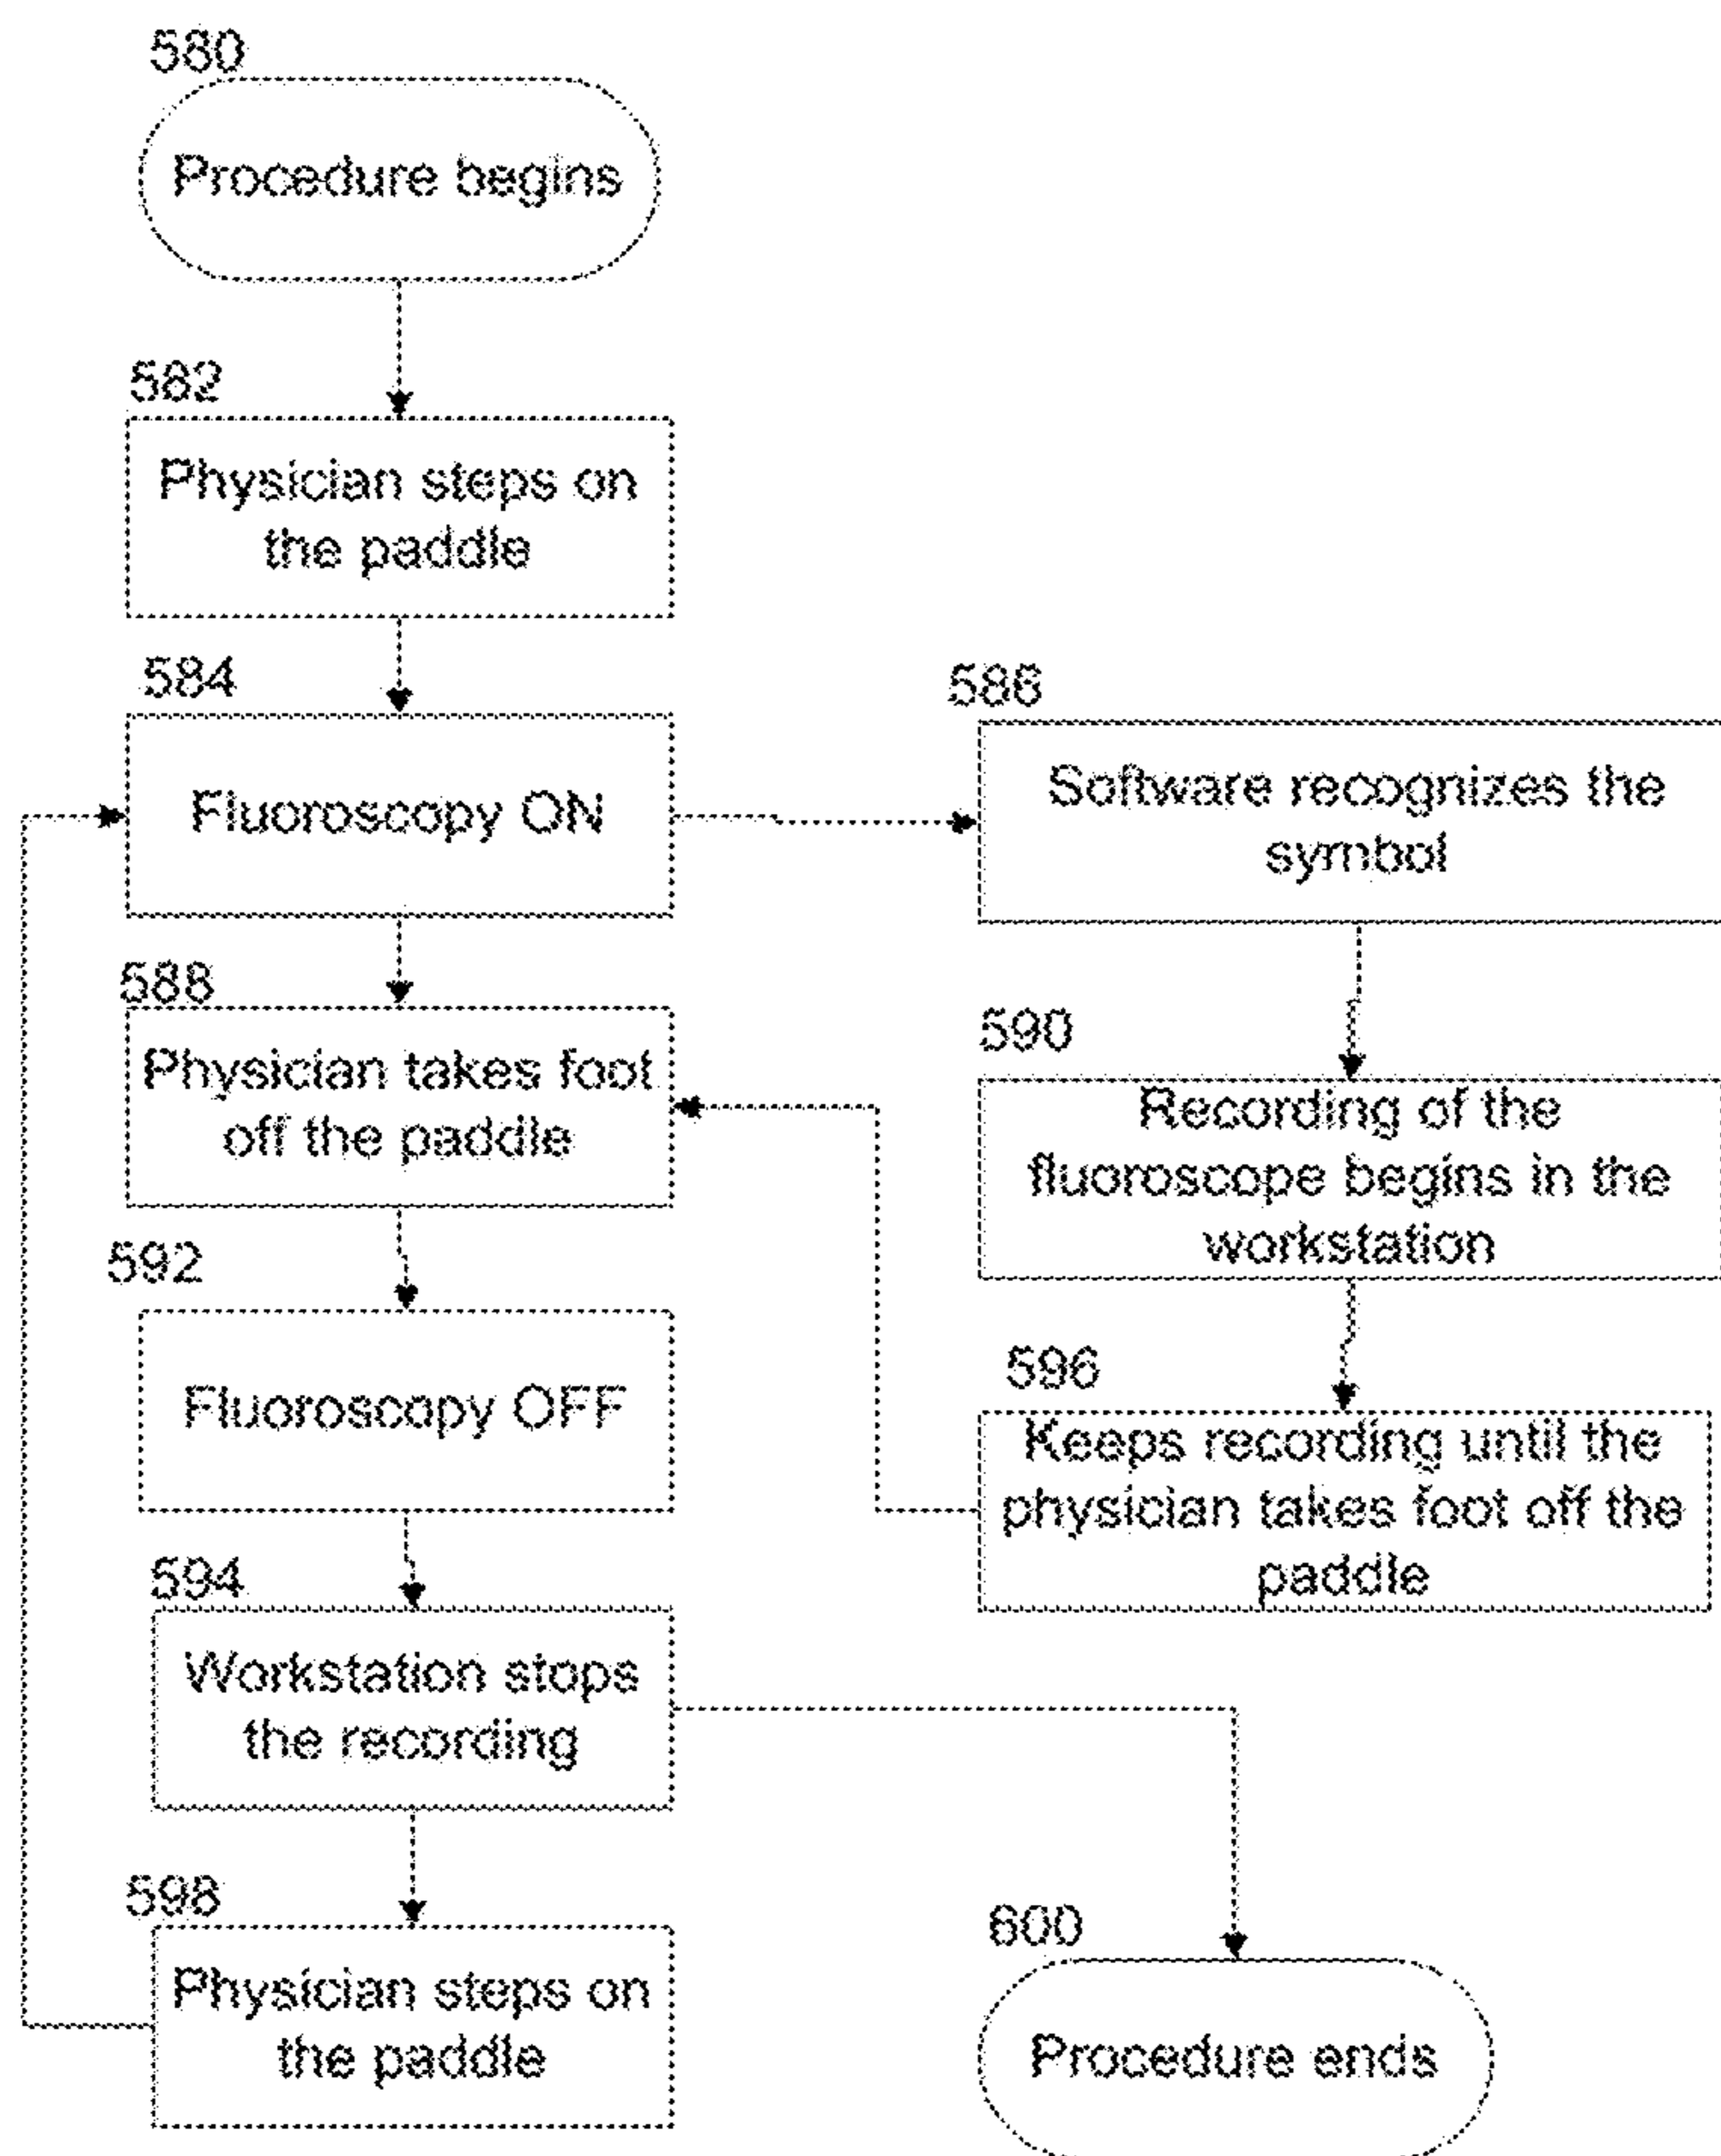 580
Procedure begins
582
Physician steps on
the paddle
584
Fluoroscopy ON
586
Software recognizes the
symbol
588
Physician takes foot
off the paddle
590
Recording of the
fluoroscope begins in the
workstation
592
Fluoroscopy OFF
596
Keeps recording until the
physician takes foot off the
paddle
594
Workstation stops
the recording
598
Physician steps on
the paddle
600
Procedure ends